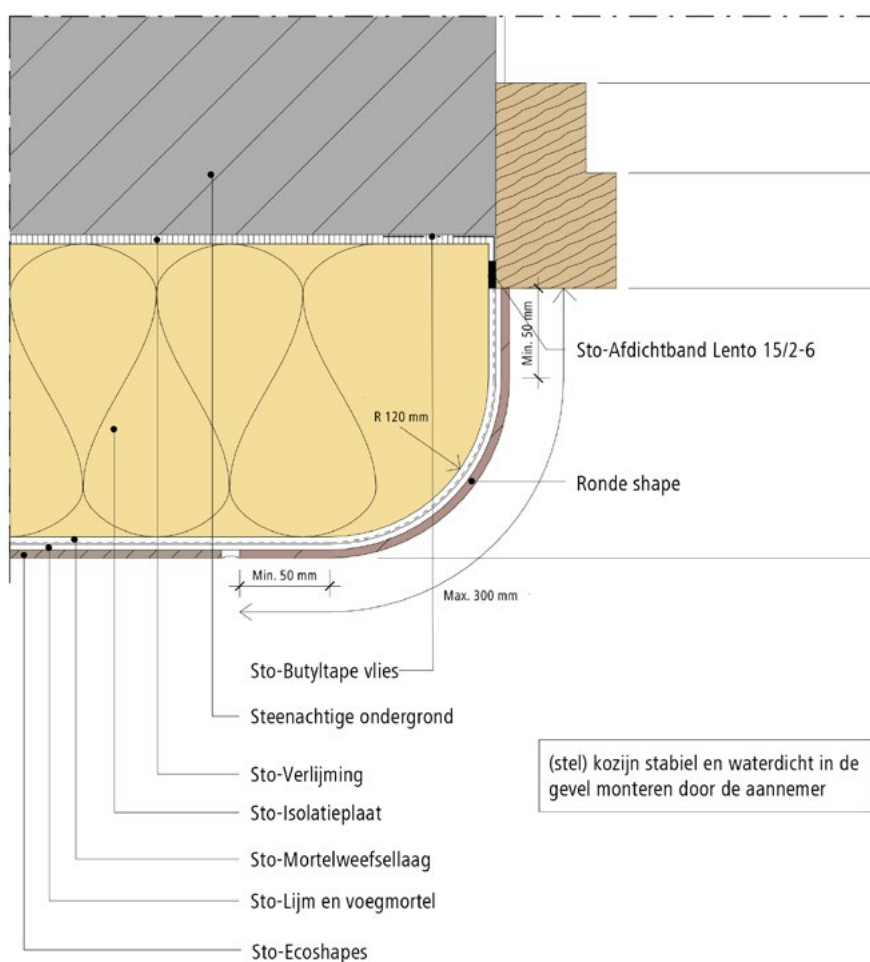 Min. 50 mm
Sto-Afdichtband Lento 15/2-6
R 120 mm
Ronde shape
Min. 50 mm
Max. 300 mm
Sto-Butyltape vlies
Steenachtige ondergrond
(stel) kozijn stabiel en waterdicht in de
gevel monteren door de aannemer
Sto-Verlijming
Sto-Isolatieplaat
Sto-Mortelweefsellaag
Sto-Lijm en voegmortel
Sto-Ecoshapes